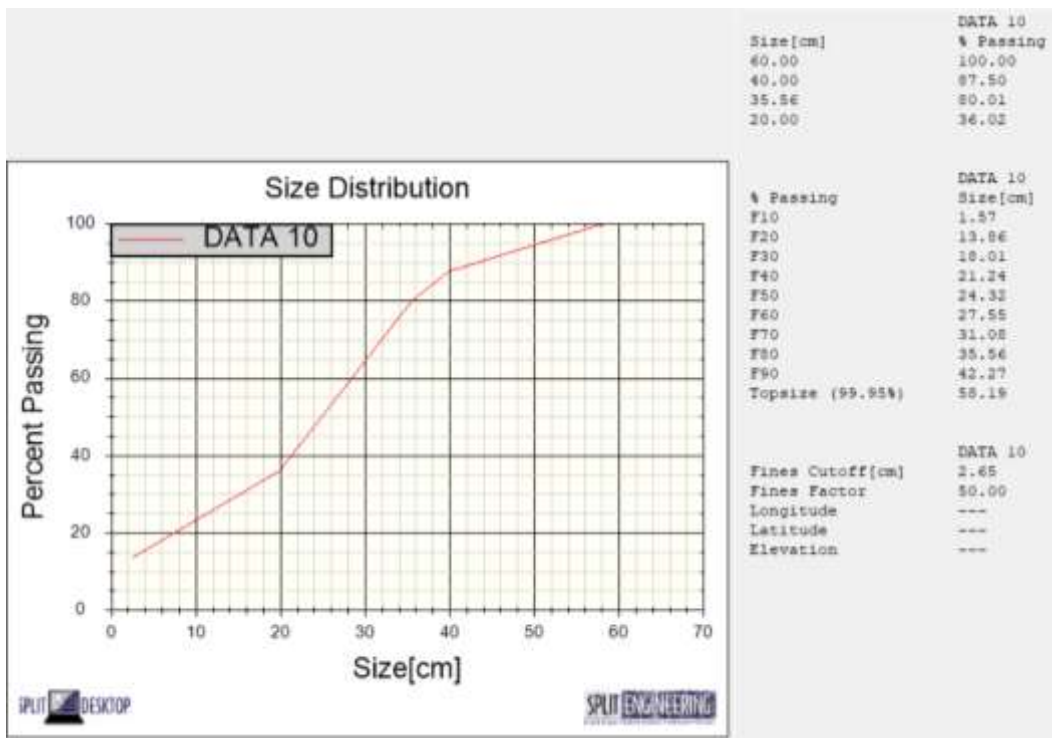 DATA 10
Size[cm] % Passing
60.00 100.00
40.00 87.50
35.56 80.01
20.00 36.02
DATA 10
% Passing Size[cm]
F10 1.57
F20 13.86
F30 18.01
F40 21.24
F50 24.32
F60 27.55
F70 31.08
F80 35.56
F90 42.27
Topsize (99.95%) 58.19
DATA 10
Fines Cutoff[cm] 2.65
Fines Factor 50.00
Longitude ---
Latitude ---
Elevation ---
Size Distribution
DATA 10
Percent Passing
100
80
60
40
20
0
0 10 20 30 40 50 60 70
Size[cm]
SPLIT DESKTOP
SPLIT ENGINEERING